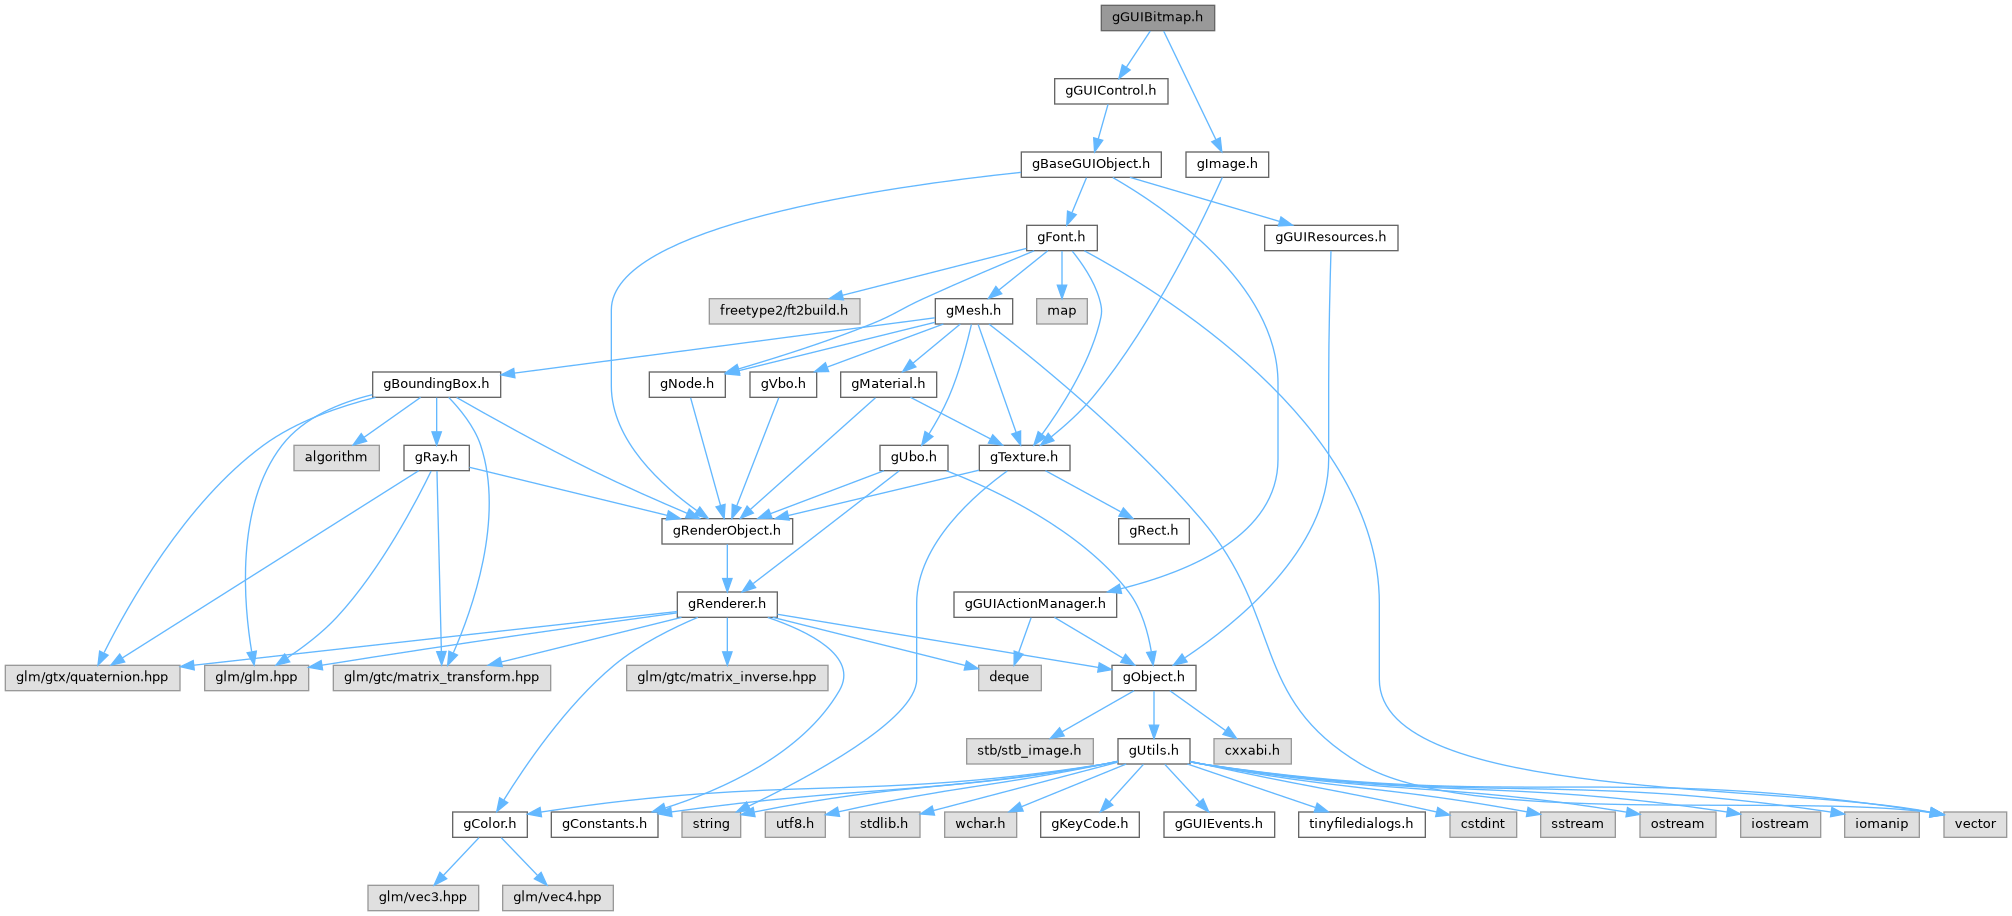 gGUIBitmap.h
gGUIControl.h
gBaseGUIObject.h
gImage.h
gFont.h
gGUIResources.h
freetype2/ft2build.h
gMesh.h
map
gBoundingBox.h
gNode.h
gVbo.h
gMaterial.h
algorithm
gRay.h
gUbo.h
gTexture.h
gRenderObject.h
gRect.h
gRenderer.h
gGUIActionManager.h
glm/gtx/quaternion.hpp
glm/glm.hpp
glm/gtc/matrix_transform.hpp
glm/gtc/matrix_inverse.hpp
deque
gObject.h
stb/stb_image.h
gUtils.h
cxxabi.h
gColor.h
gConstants.h
string
utf8.h
stdlib.h
wchar.h
gKeyCode.h
gGUIEvents.h
tinyfiledialogs.h
cstdint
sstream
ostream
iostream
iomanip
vector
glm/vec3.hpp
glm/vec4.hpp